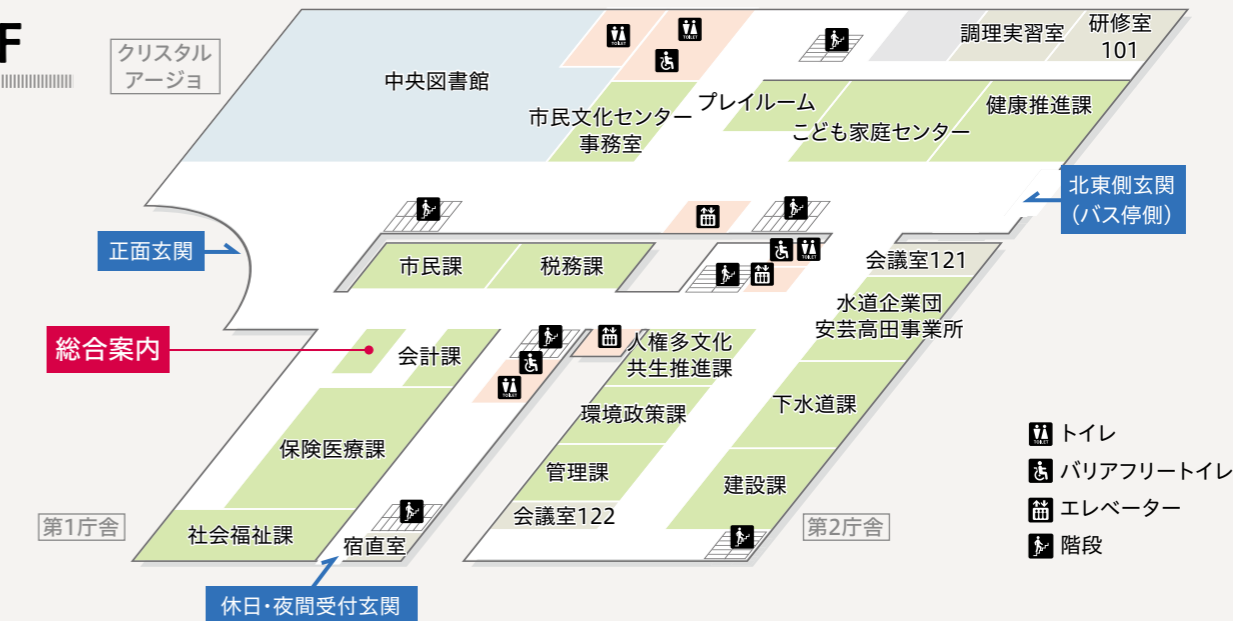 F
クリスタル
アージョ
中央図書館
TOILET
TOILET
市民文化センター
事務室
プレイルーム
こども家庭センター
調理実習室
研修室
101
健康推進課
北東側玄関
（バス停側）
正面玄関
市民課
税務課
TOILET
会議室121
水道企業団
安芸高田事業所
総合案内
会計課
人権多文化
共生推進課
TOILET
環境政策課
下水道課
保険医療課
管理課
建設課
会議室122
第1庁舎
社会福祉課
宿直室
第2庁舎
休日・夜間受付玄関
TOILET
トイレ
バリアフリートイレ
エレベーター
階段